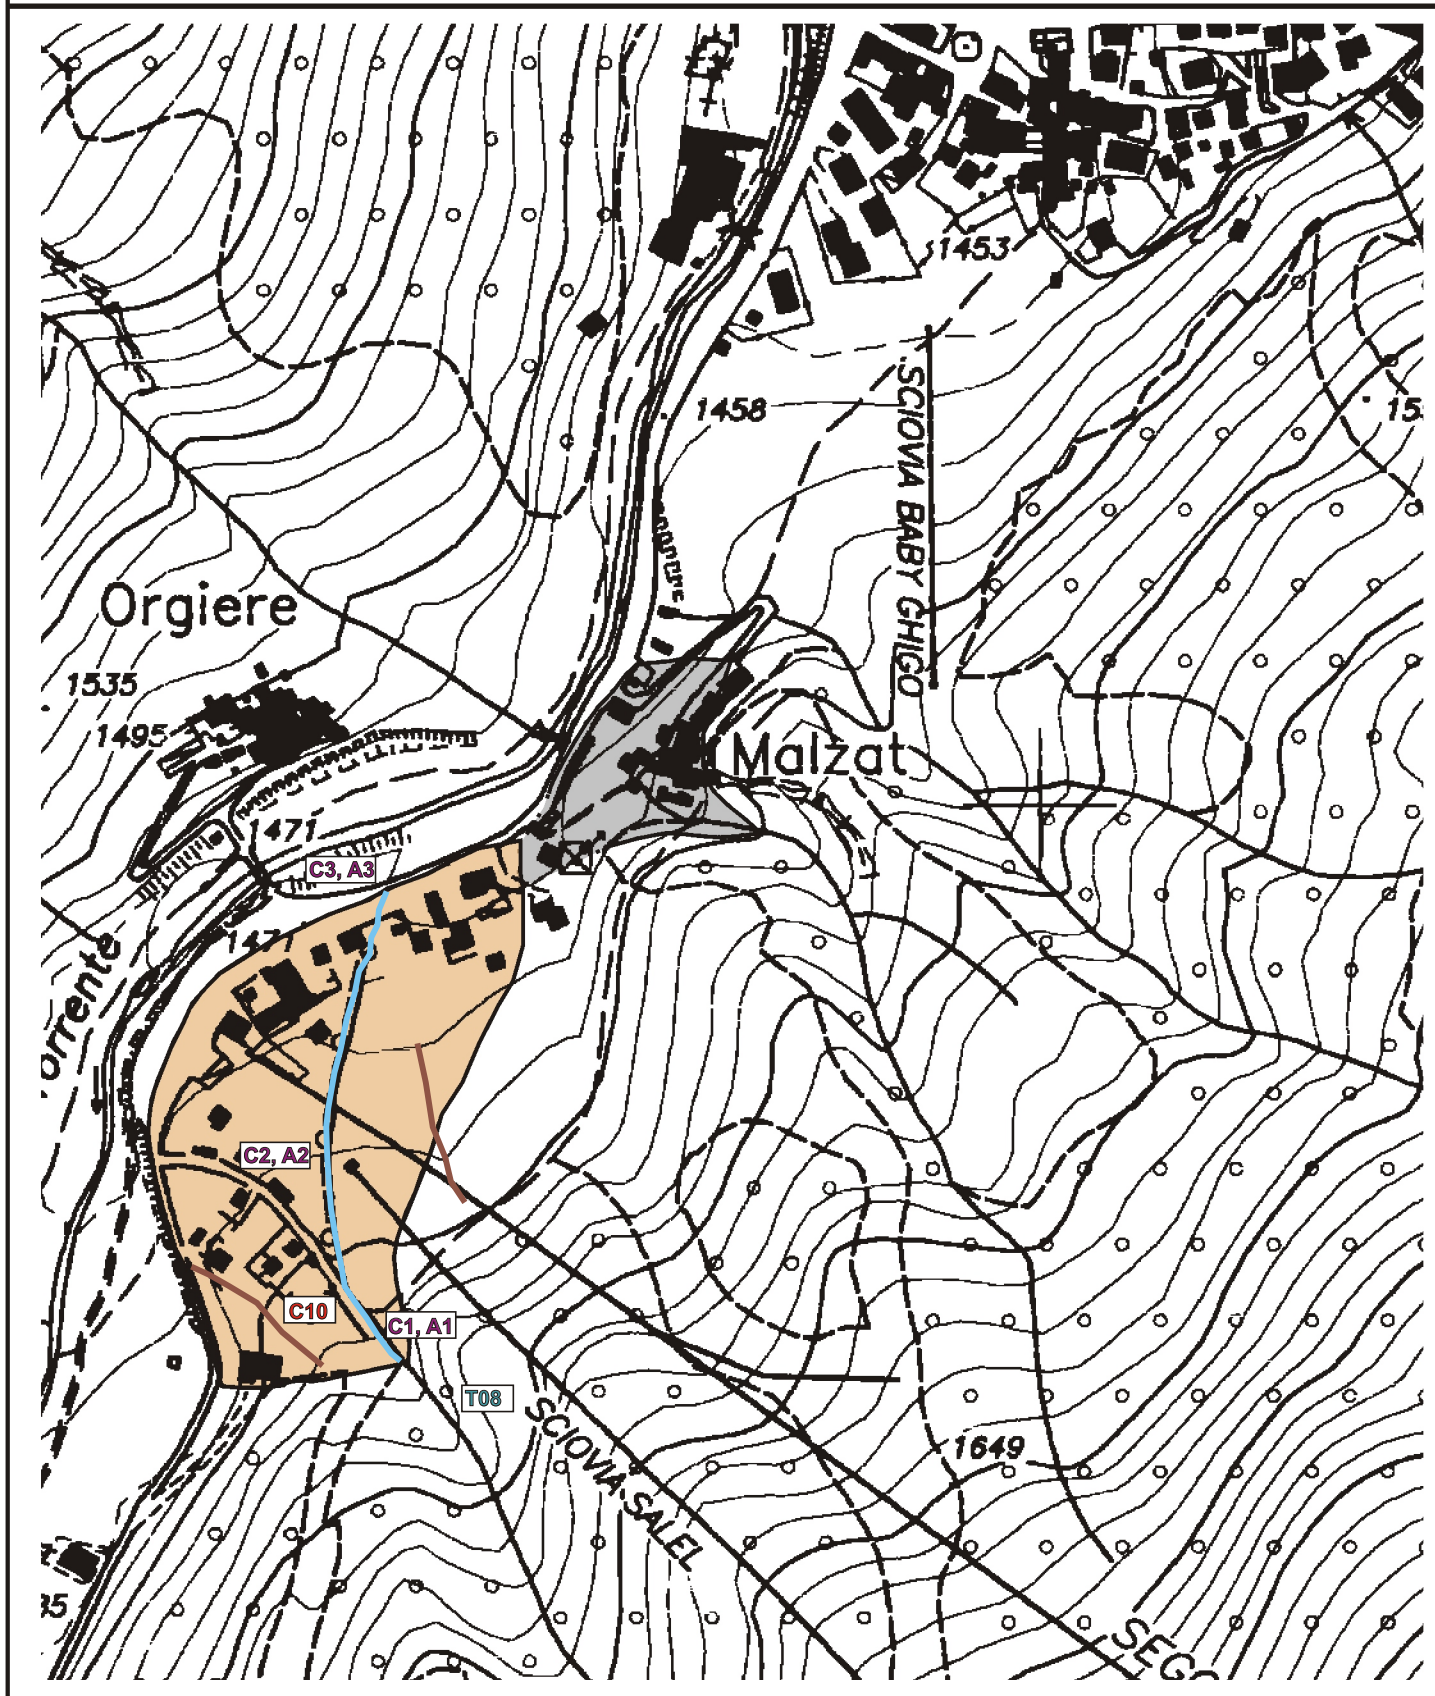 1453
1458
SCIOVIA BABY GHIGO
Orgiere
1535
1495
Malzat
1471
C3, A3
147
orrente
C2, A2
C10
C1, A1
T08
SCIOVIA SALEL
1649
SEGG
35
15